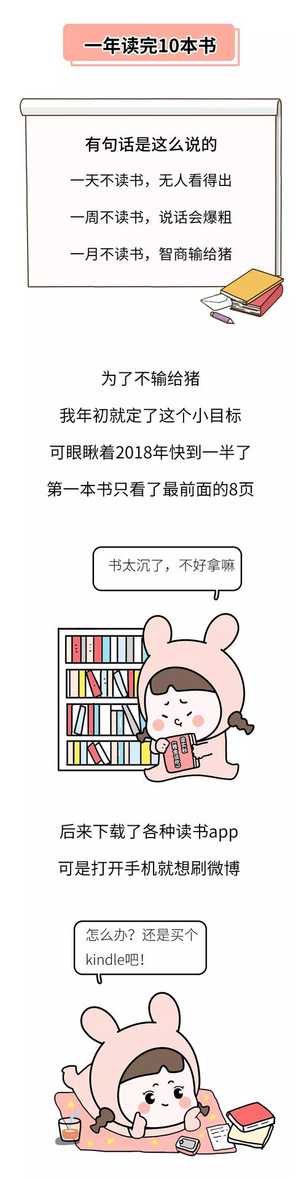 一年读完10本书
有句话是这么说的
一天不读书，无人看得出
一周不读书，说话会爆粗
一月不读书，智商输给猪
为了不输给猪
我年初就定了这个小目标
可眼瞅着2018年快到一半了
第一本书只看了最前面的8页
书太沉了，不好拿嘛
后来下载了各种读书app
可是打开手机就想刷微博
怎么办？还是买个
kindle吧！